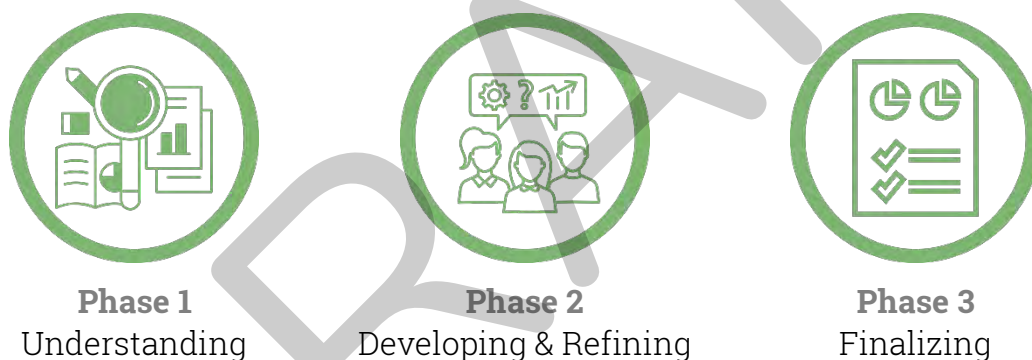 ?
Phase 1
Phase 2
Phase 3
Understanding
Developing & Refining
Finalizing